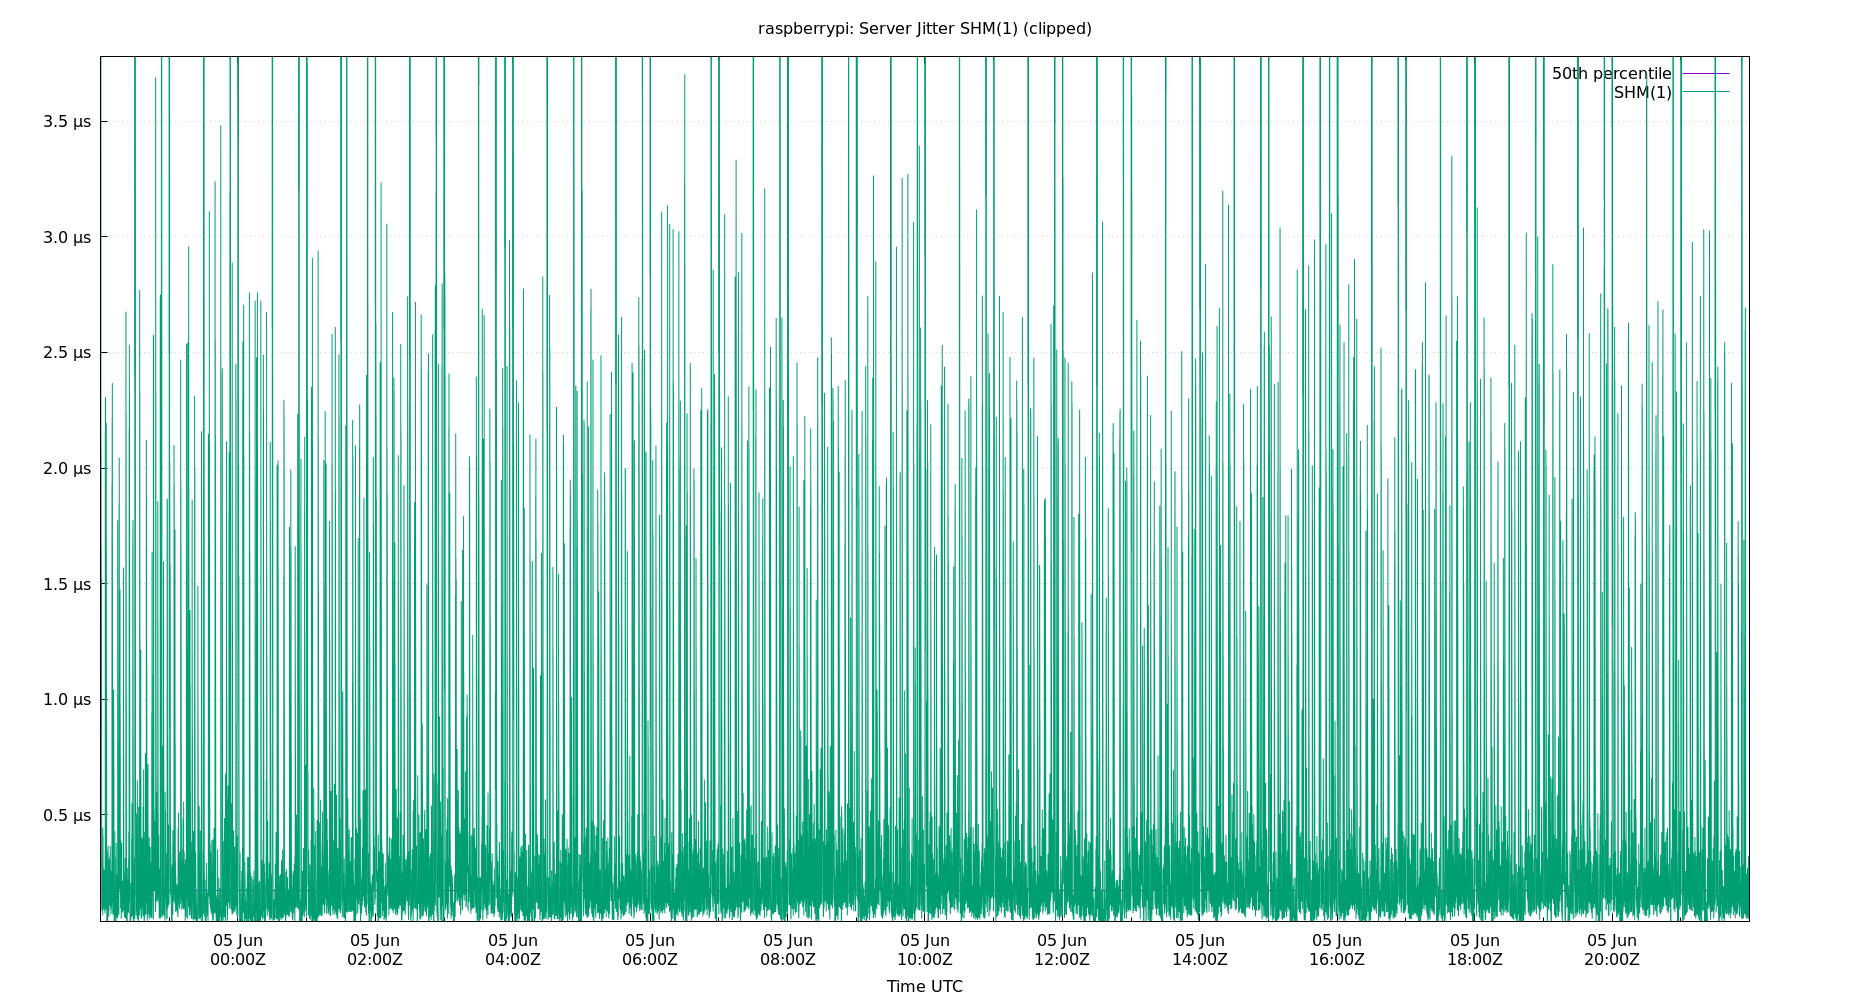 raspberrypi: Server Jitter SHM(1) (clipped)
50th percentile
SHM(1)
3.5 µs
3.0 µs
2.5 µs
2.0 µs
1.5 µs
1.0 µs
0.5 µs
05 Jun 05 Jun 05 Jun 05 Jun 05 Jun 05 Jun 05 Jun 05 Jun 05 Jun 05 Jun 05 Jun
00:00Z 02:00Z 04:00Z 06:00Z 08:00Z 10:00Z 12:00Z 14:00Z 16:00Z 18:00Z 20:00Z
Time UTC